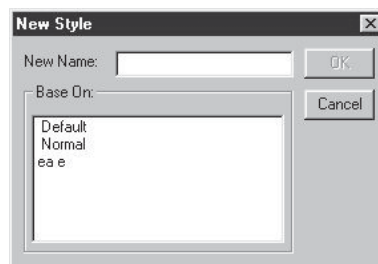 New Style
New Name:
OK
Base On:
Cancel
Default
Normal
ea e